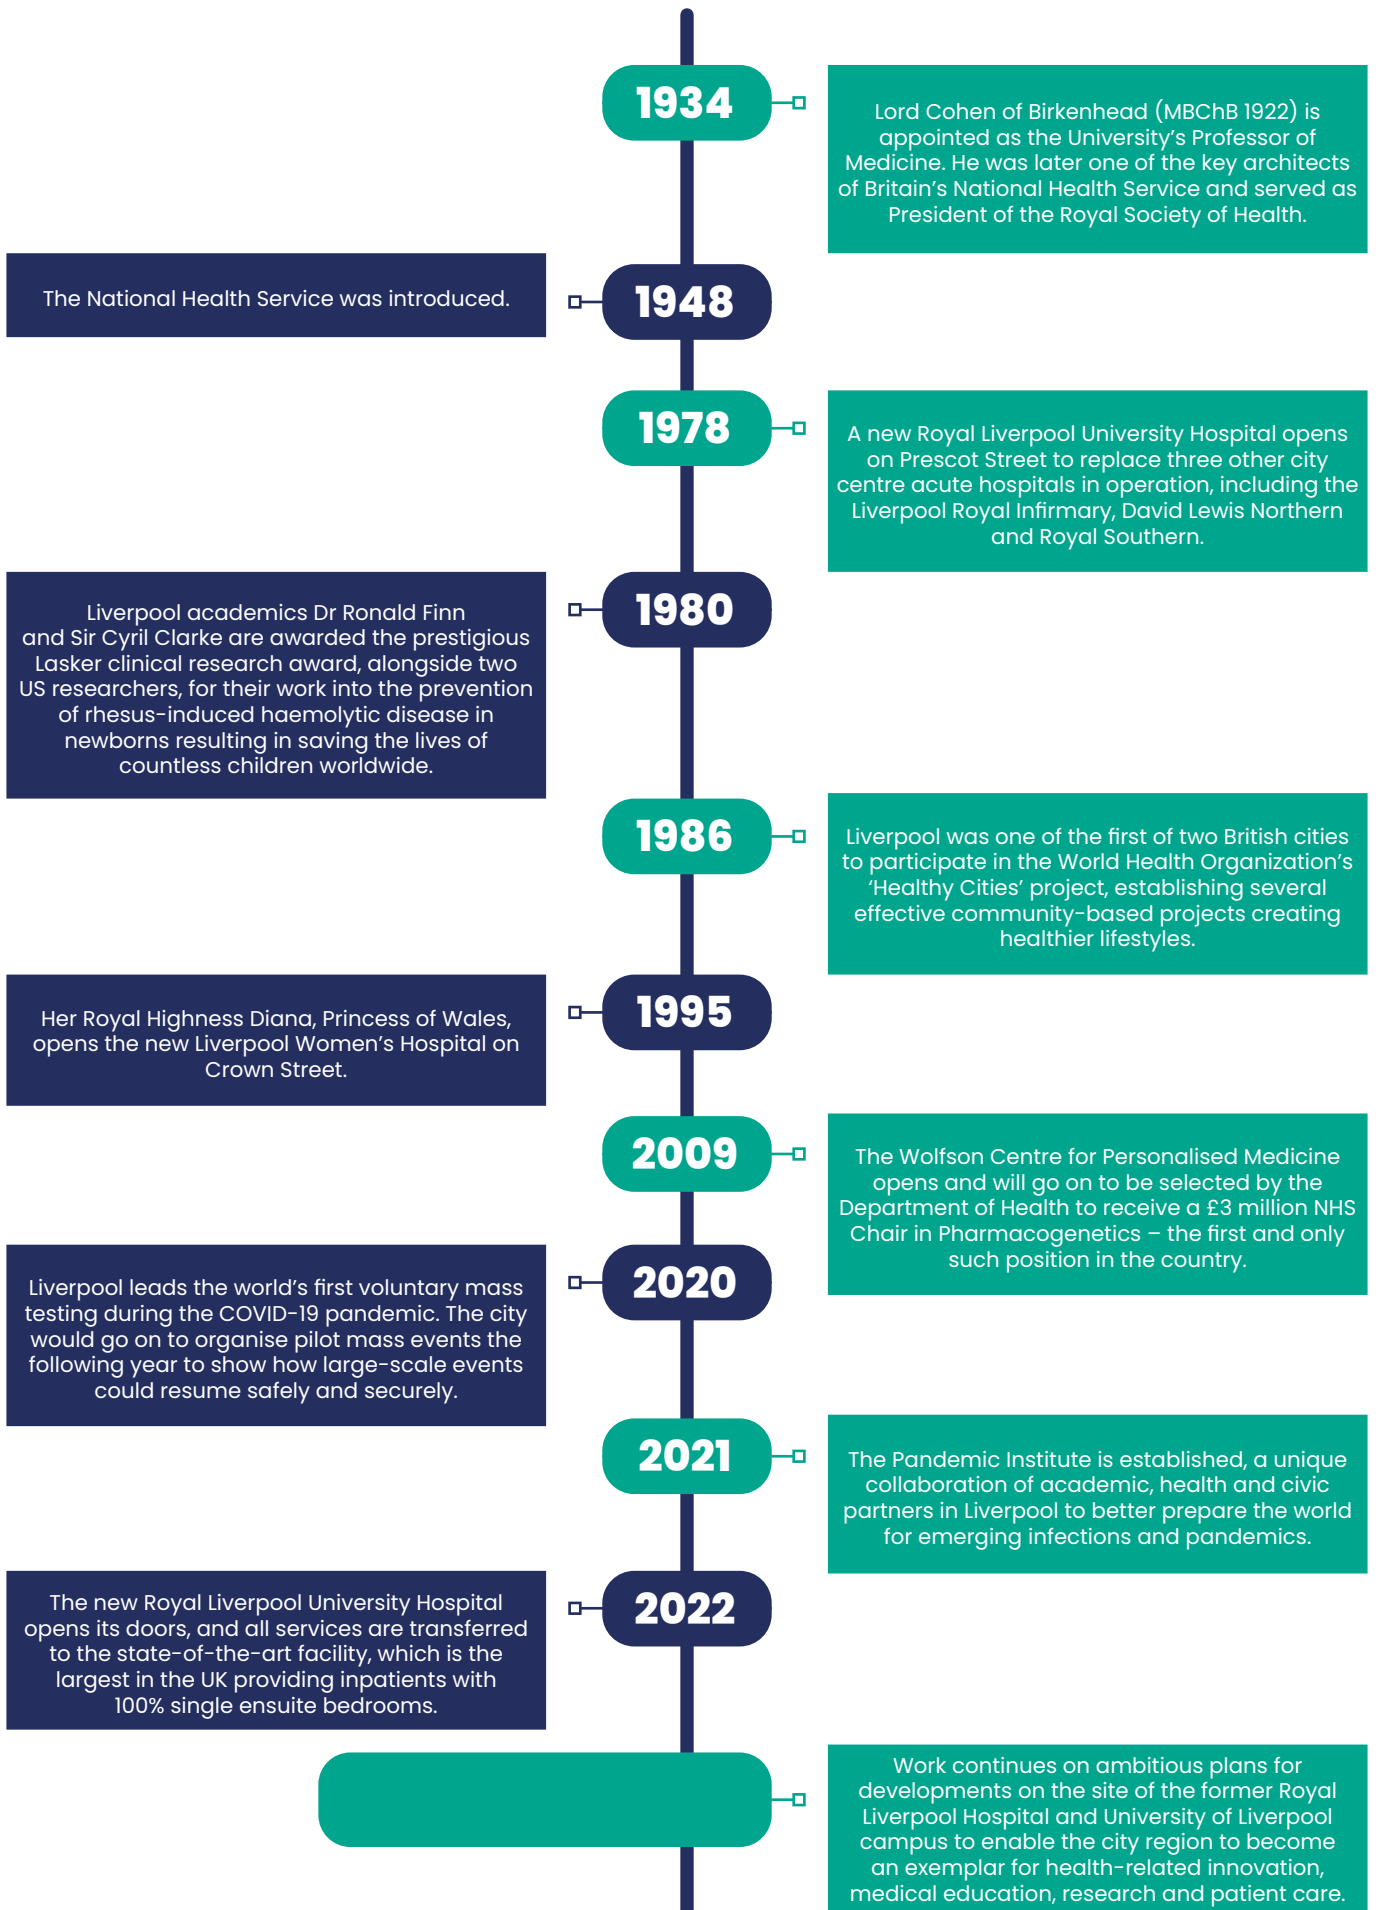 1934
Lord Cohen of Birkenhead (MBChB 1922) is
appointed as the University’s Professor of
Medicine. He was later one of the key architects
of Britain’s National Health Service and served as
President of the Royal Society of Health.
The National Health Service was introduced.
1948
1978
A new Royal Liverpool University Hospital opens
on Prescot Street to replace three other city
centre acute hospitals in operation, including the
Liverpool Royal Infirmary, David Lewis Northern
and Royal Southern.
1980
Liverpool academics Dr Ronald Finn
and Sir Cyril Clarke are awarded the prestigious
Lasker clinical research award, alongside two
US researchers, for their work into the prevention
of rhesus-induced haemolytic disease in
newborns resulting in saving the lives of
countless children worldwide.
1986
Liverpool was one of the first of two British cities
to participate in the World Health Organization’s
‘Healthy Cities’ project, establishing several
effective community-based projects creating
healthier lifestyles.
1995
Her Royal Highness Diana, Princess of Wales,
opens the new Liverpool Women’s Hospital on
Crown Street.
2009
The Wolfson Centre for Personalised Medicine
opens and will go on to be selected by the
Department of Health to receive a £3 million NHS
Chair in Pharmacogenetics – the first and only
such position in the country.
2020
Liverpool leads the world’s first voluntary mass
testing during the COVID-19 pandemic. The city
would go on to organise pilot mass events the
following year to show how large-scale events
could resume safely and securely.
2021
The Pandemic Institute is established, a unique
collaboration of academic, health and civic
partners in Liverpool to better prepare the world
for emerging infections and pandemics.
2022
The new Royal Liverpool University Hospital
opens its doors, and all services are transferred
to the state-of-the-art facility, which is the
largest in the UK providing inpatients with
100% single ensuite bedrooms.
Work continues on ambitious plans for
developments on the site of the former Royal
Liverpool Hospital and University of Liverpool
campus to enable the city region to become
an exemplar for health-related innovation,
medical education, research and patient care.